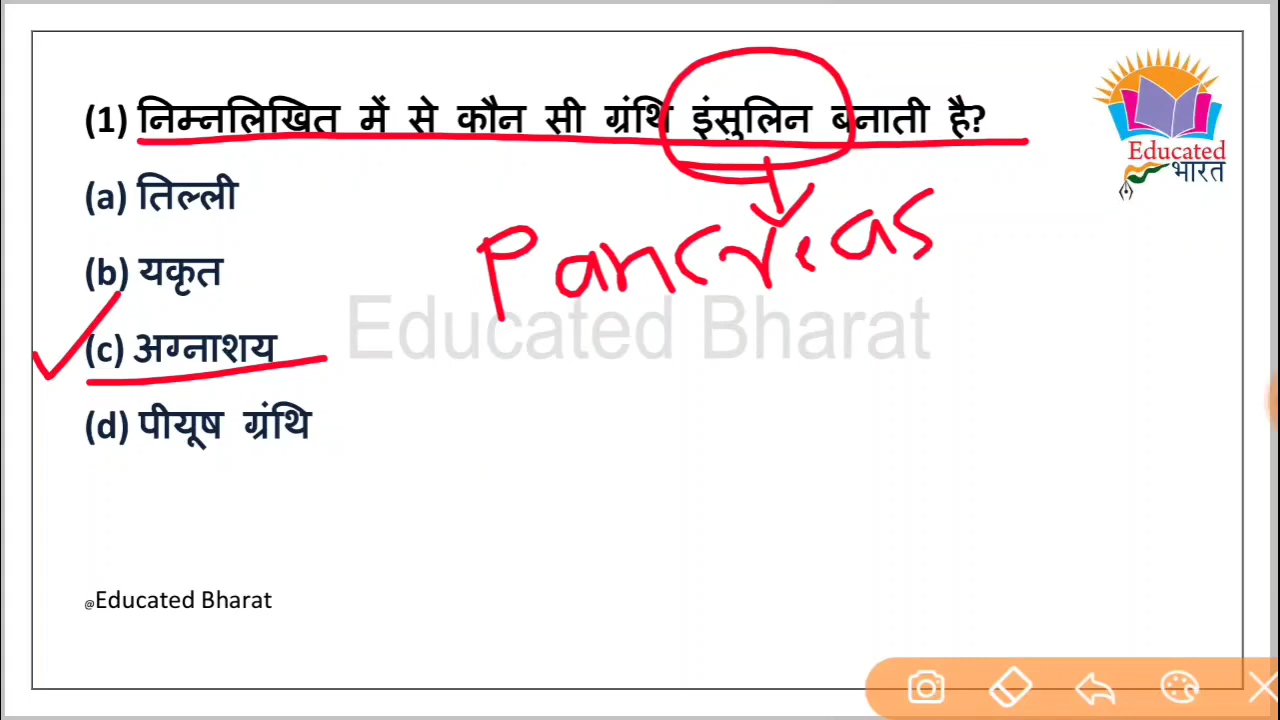 (1) निम्नलिखित में से कौन सी ग्रंथि इंसुलिन बनाती है?
Educated
भारत
(a) तिल्ली
Pancreas
(b) यकृत
Educated Bharat
(c) अग्नाशय
(d) पीयूष ग्रंथि
@Educated Bharat